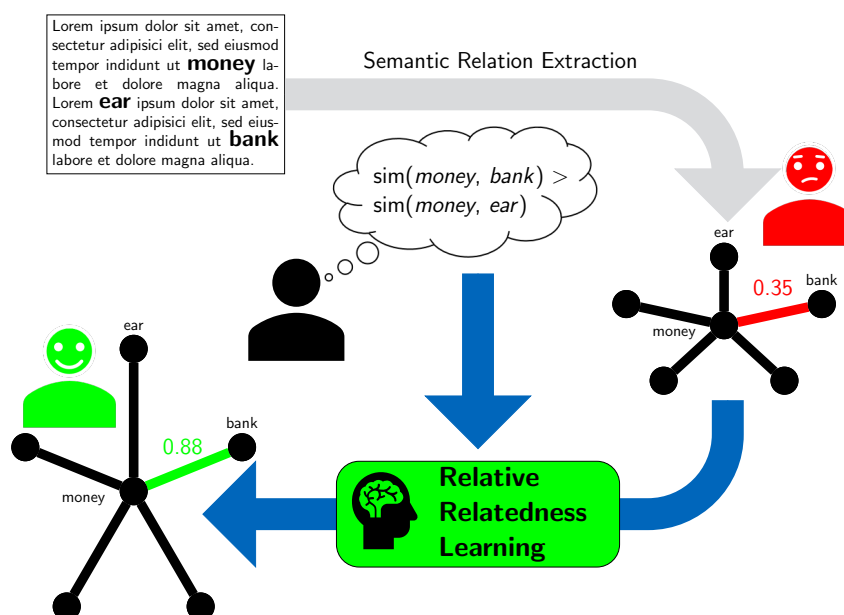 Lorem ipsum dolor sit amet, con-
sectetur adipisici elit, sed eiusmod
tempor indidunt ut money la-
bore et dolore magna aliqua.
Lorem ear ipsum dolor sit amet,
consectetur adipisici elit, sed eius-
mod tempor indidunt ut bank
labore et dolore magna aliqua.
Semantic Relation Extraction
sim(money, bank) >
sim(money, ear)
ear
bank
0.35
money
ear
bank
0.88
money
Relative
Relatedness
Learning